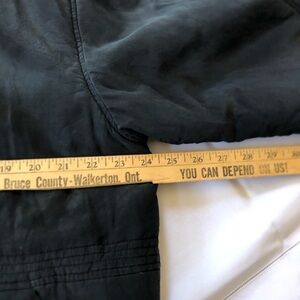 19 20 21 22 23 24 25 26 27 28 29 30
Bruce County-Walkerton, Ont. YOU CAN DEPEND ON US!